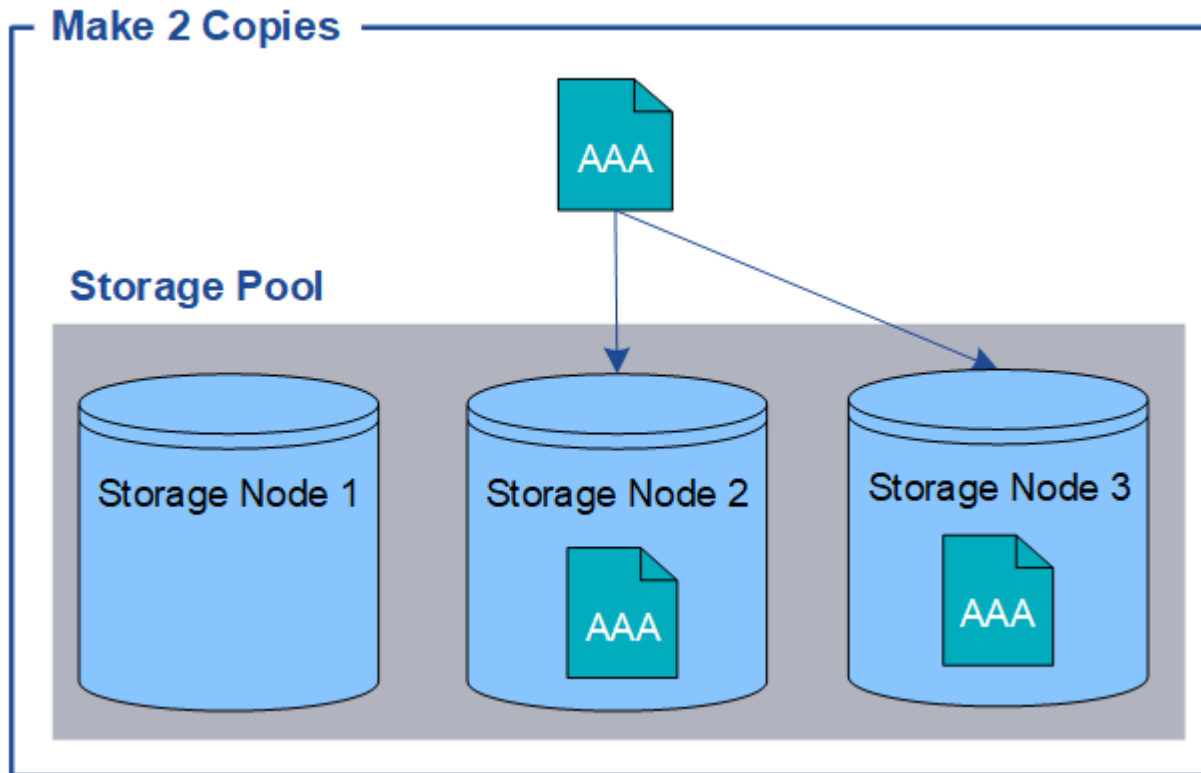 Make 2 Copies
AAA
Storage Pool
Storage Node 1
Storage Node 2
Storage Node 3
AAA
AAA